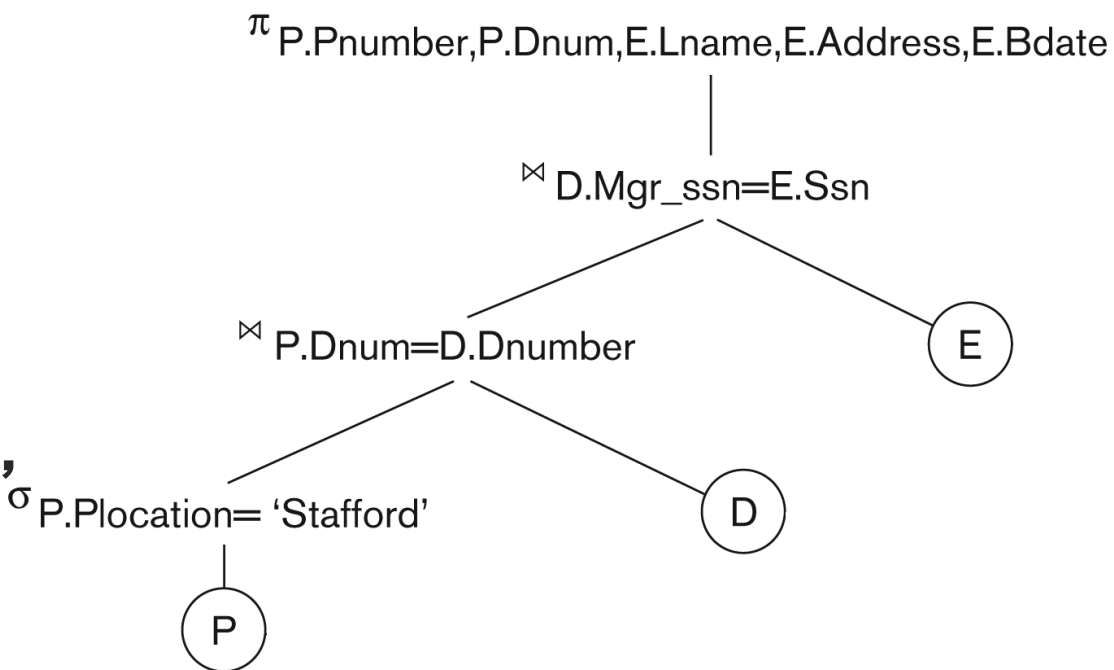 π P.Pnumber,P.Dnum,E.Lname,E.Address,E.Bdate
⋈ D.Mgr_ssn=E.Ssn
⋈ P.Dnum=D.Dnumber
E
’
σ P.Plocation= ‘Stafford’
D
P